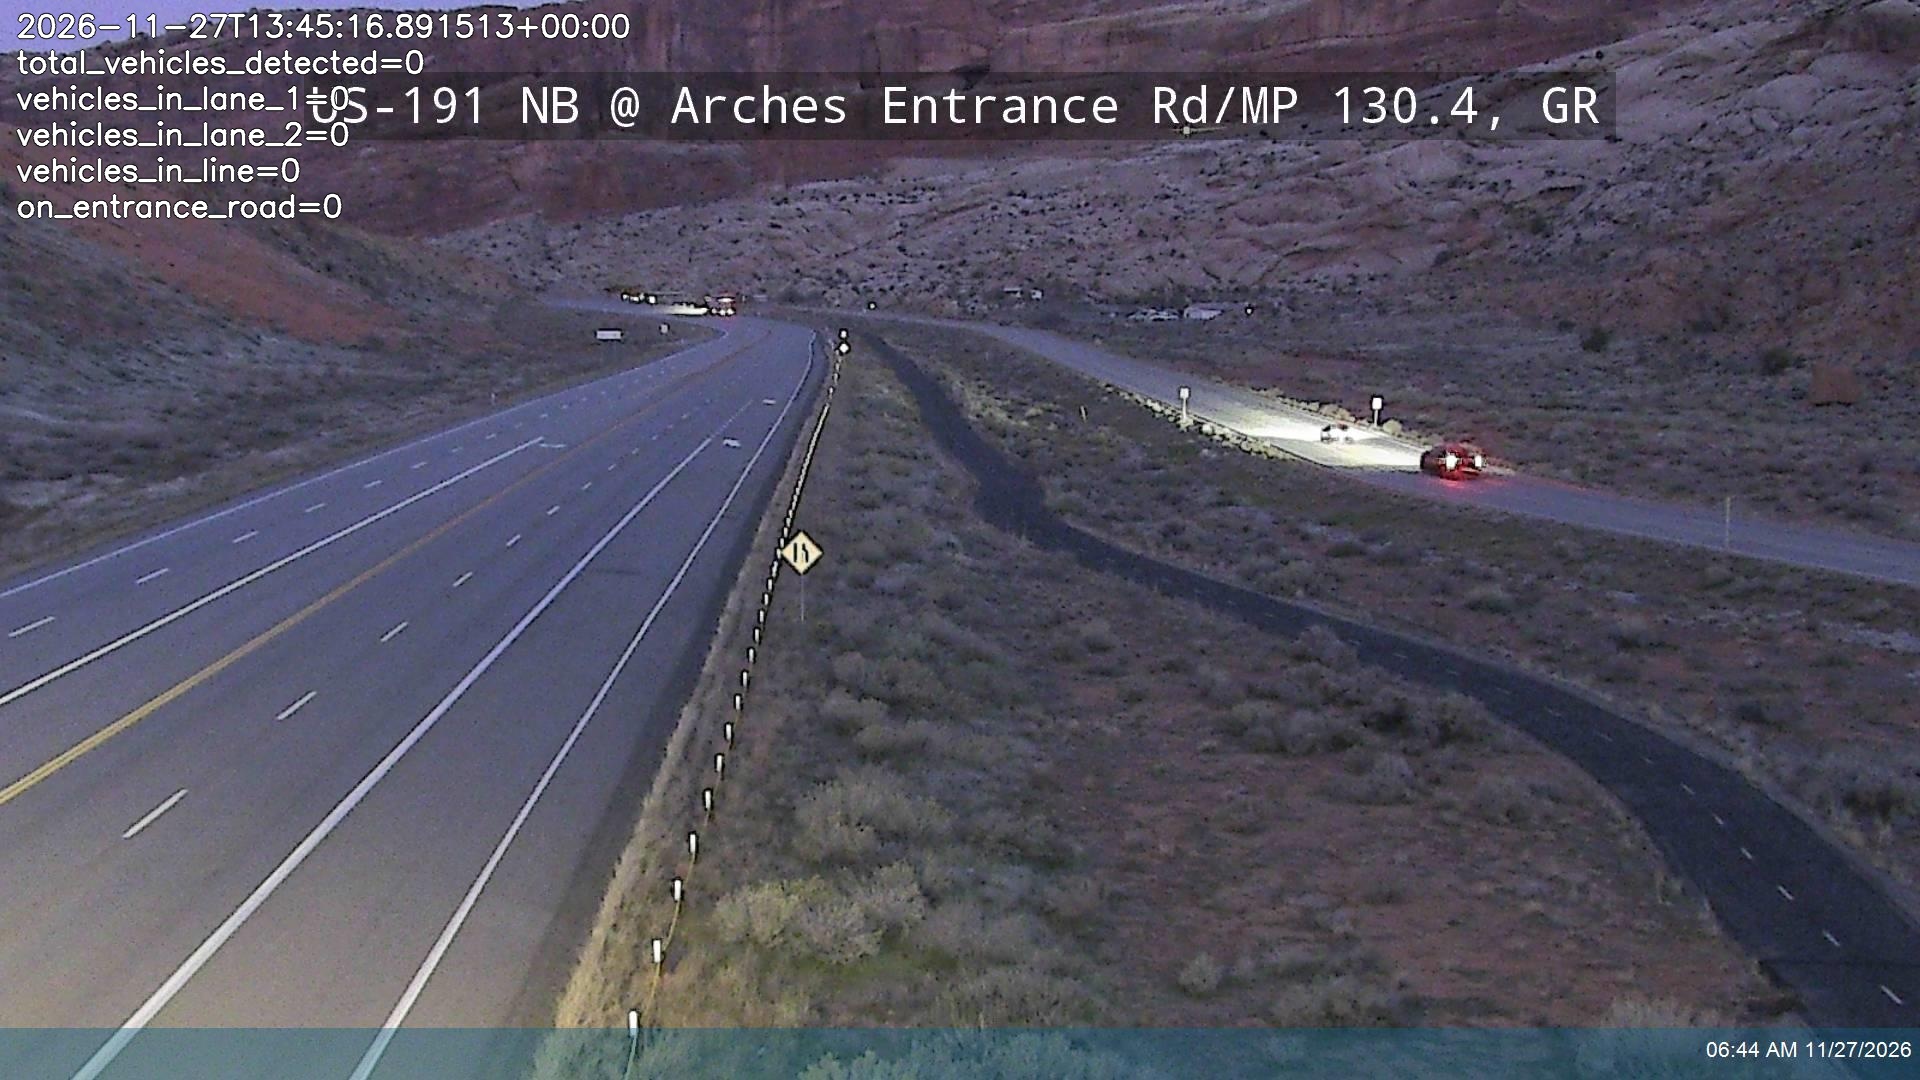 2026-11-27T13:45:16.891513+00:00
total_vehicles_detected=0
vehicles_in_lane_1=0
US-191 NB @ Arches Entrance Rd/MP 130.4, GR
vehicles_in_lane_2=0
vehicles_in_line=0
on_entrance_road=0
06:44 AM 11/27/2026